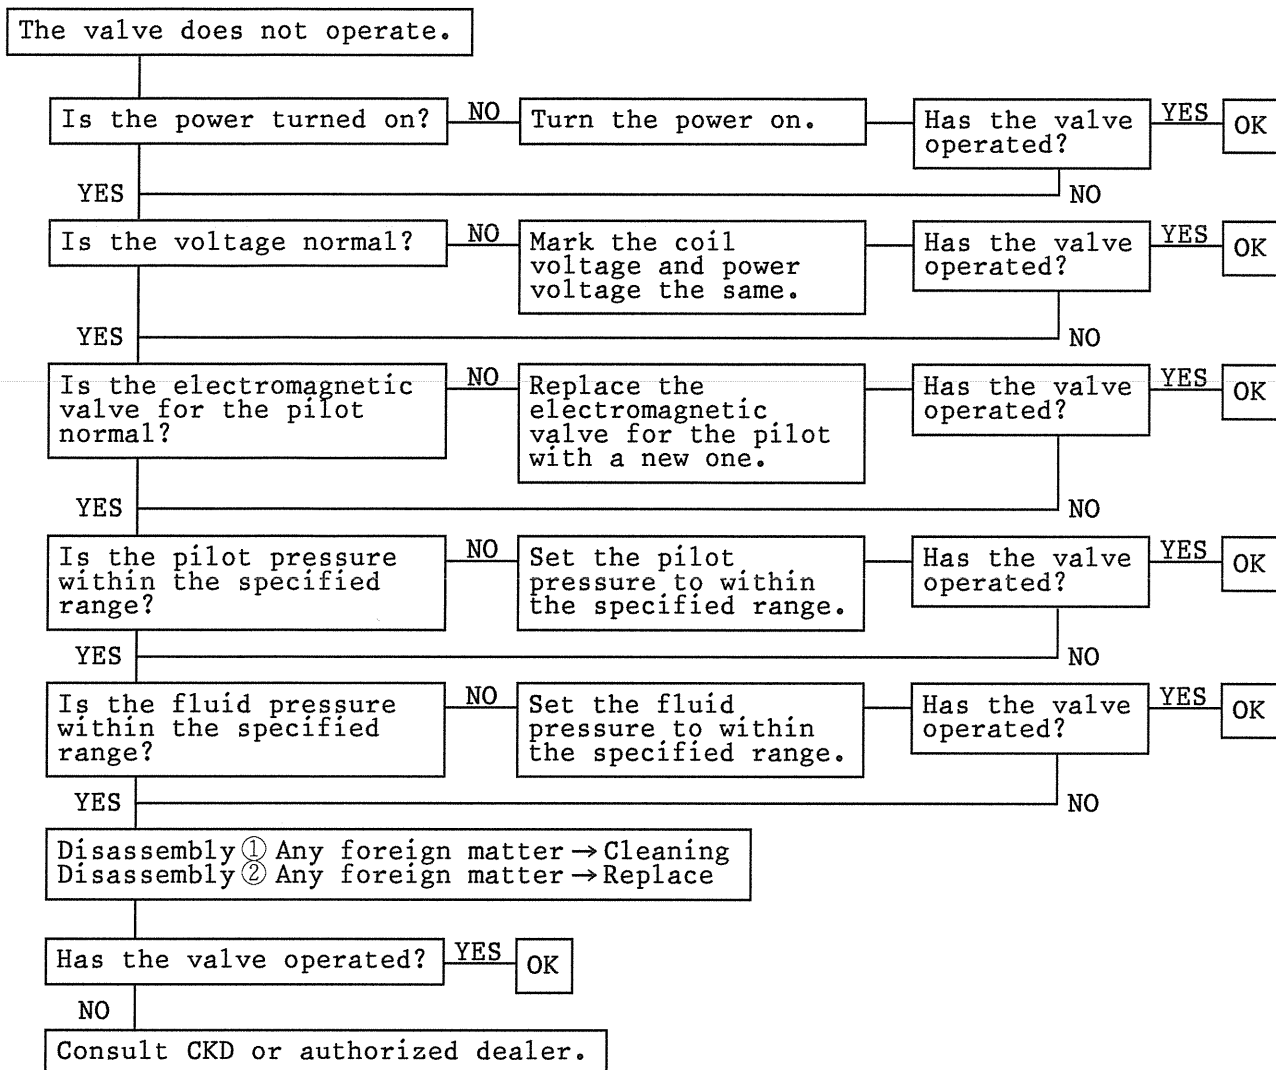 The valve does not operate.
Is the power turned on?
NO
Turn the power on.
Has the valve
operated?
YES
OK
YES
NO
Is the voltage normal?
NO
Mark the coil
voltage and power
voltage the same.
Has the valve
operated?
YES
OK
YES
NO
Is the electromagnetic
valve for the pilot
normal?
NO
Replace the
electromagnetic
valve for the pilot
with a new one.
Has the valve
operated?
YES
OK
YES
NO
Is the pilot pressure
within the specified
range?
NO
Set the pilot
pressure to within
the specified range.
Has the valve
operated?
YES
OK
YES
NO
Is the fluid pressure
within the specified
range?
NO
Set the fluid
pressure to within
the specified range.
Has the valve
operated?
YES
OK
YES
NO
Disassembly ① Any foreign matter → Cleaning
Disassembly ② Any foreign matter → Replace
Has the valve operated?
YES
OK
NO
Consult CKD or authorized dealer.